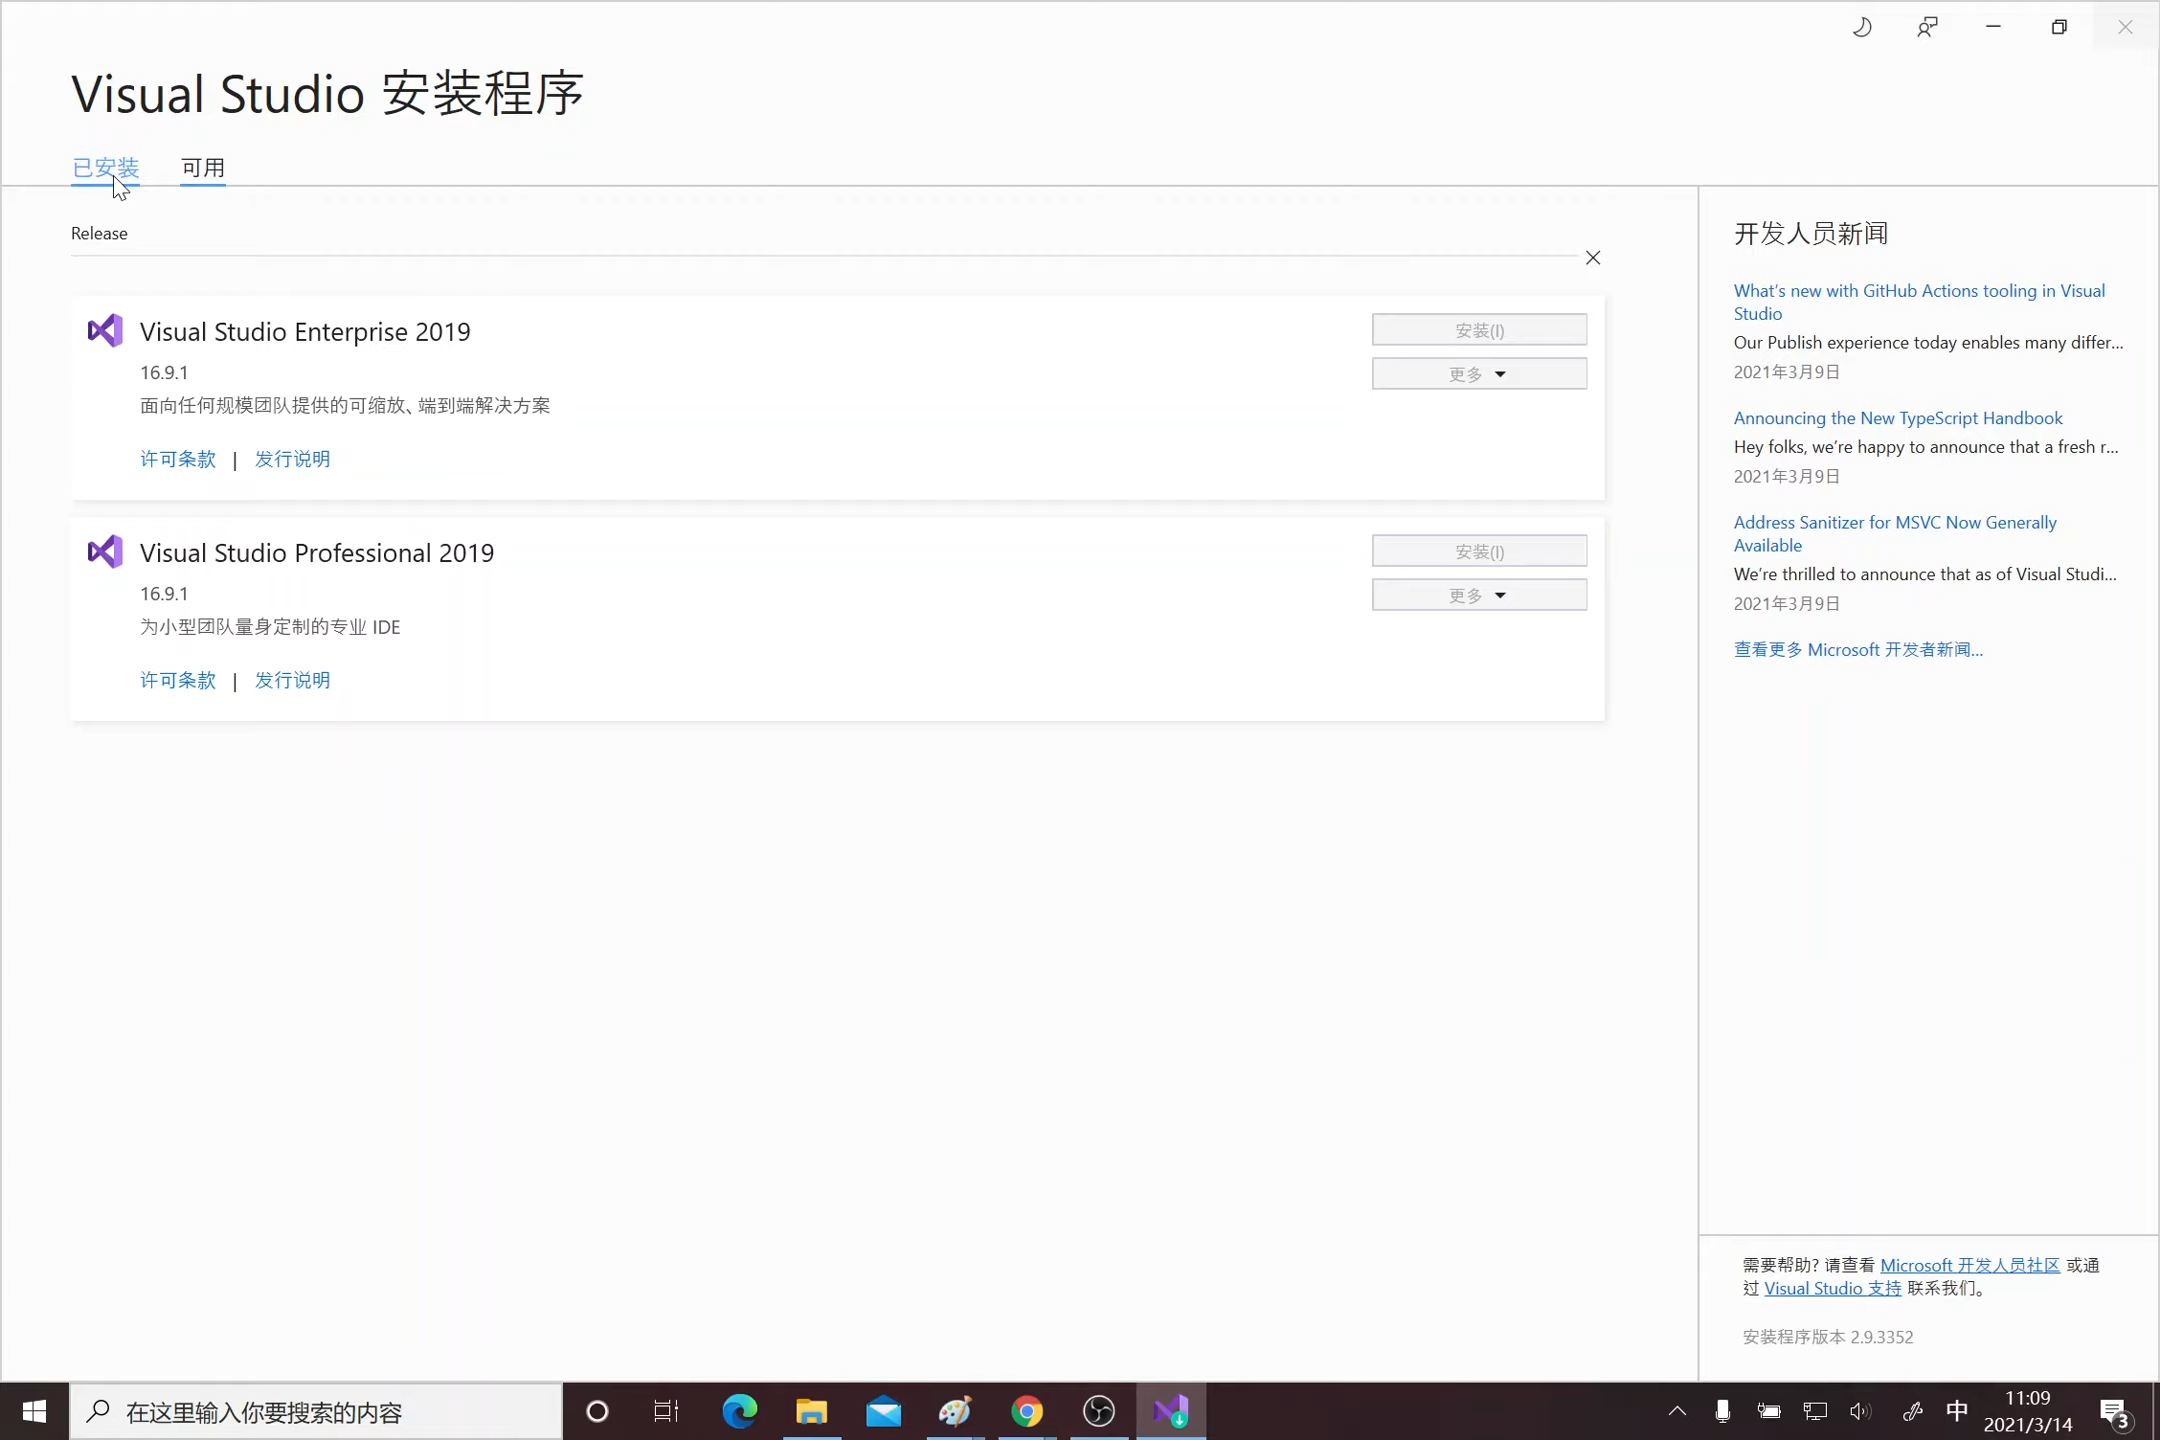 Visual Studio 安装程序
已安装 可用
Release
Visual Studio Enterprise 2019
安装(I)
16.9.1
更多
面向任何规模团队提供的可缩放、端到端解决方案
许可条款 | 发行说明
Visual Studio Professional 2019
安装(I)
16.9.1
更多
为小型团队量身定制的专业 IDE
许可条款 | 发行说明
开发人员新闻
What's new with GitHub Actions tooling in Visual
Studio
Our Publish experience today enables many differ...
2021年3月9日
Announcing the New TypeScript Handbook
Hey folks, we're happy to announce that a fresh r...
2021年3月9日
Address Sanitizer for MSVC Now Generally
Available
We're thrilled to announce that as of Visual Studi...
2021年3月9日
查看更多 Microsoft 开发者新闻...
需要帮助? 请查看 Microsoft 开发人员社区 或通
过 Visual Studio 支持 联系我们。
安装程序版本 2.9.3352
在这里输入你要搜索的内容
中
11:09
2021/3/14
3